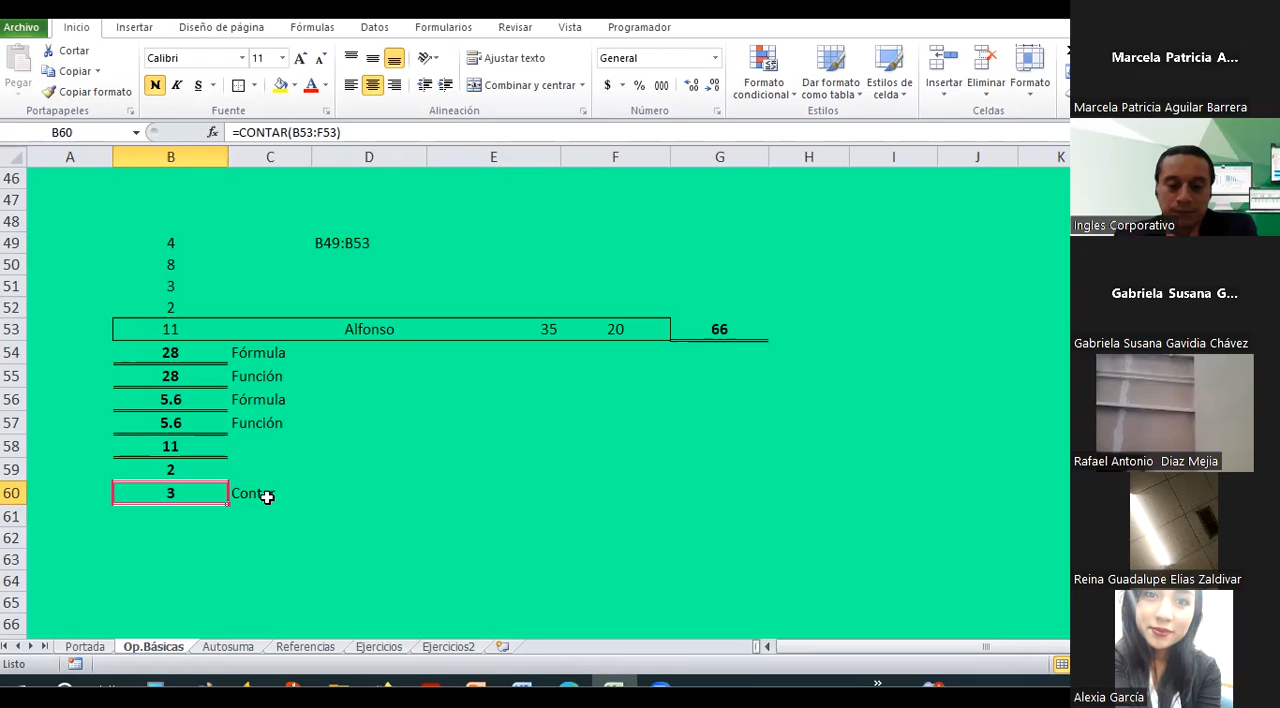 Archivo Inicio Insertar Diseño de página Fórmulas Datos Formularios Revisar Vista Programador
Pegar
Cortar
Copiar
Copiar formato
Portapapeles
Calibri 11
N K S
Fuente
Ajustar texto
Combinar y centrar
Alineación
General
$ % 000
Número
Formato condicional
Dar formato como tabla
Estilos de celda
Estilos
Insertar Eliminar Formato
Celdas
B60 fx =CONTAR(B53:F53)
A B C D E F G H I J K
46
47
48
49 4 B49:B53
50 8
51 3
52 2
53 11 Alfonso 35 20 66
54 28 Fórmula
55 28 Función
56 5.6 Fórmula
57 5.6 Función
58 11
59 2
60 3 Contar
61
62
63
64
65
66
Portada Op.Básicas Autosuma Referencias Ejercicios Ejercicios2
Listo
Marcela Patricia A...
Marcela Patricia Aguilar Barrera
Ingles Corporativo
Gabriela Susana G...
Gabriela Susana Gavidia Chávez
Rafael Antonio Diaz Mejia
Reina Guadalupe Elias Zaldivar
Alexia García